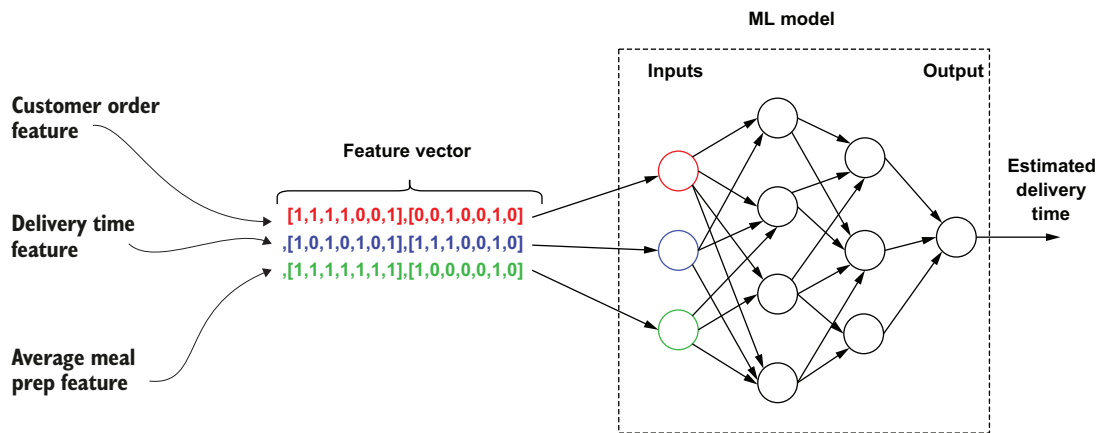 ML model
Inputs
Output
Customer order
feature
Feature vector
Estimated
delivery
time
Delivery time
feature
[1,1,1,1,0,0,1],[0,0,1,0,0,1,0]
,[1,0,1,0,1,0,1],[1,1,1,0,0,1,0]
,[1,1,1,1,1,1,1],[1,0,0,0,0,1,0]
Average meal
prep feature